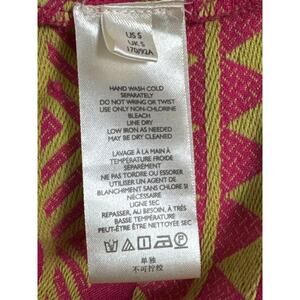 US S
UK S
170/92A
HAND WASH COLD
SEPARATELY
DO NOT WRING OR TWIST
USE ONLY NON-CHLORINE
BLEACH
LINE DRY
LOW IRON AS NEEDED
MAY BE DRY CLEANED
LAVAGE À LA MAIN À
TEMPÉRATURE FROIDE
SÉPARÉMENT
NE PAS TORDRE OU ESSORER
UTILISER UN AGENT DE
BLANCHIMENT SANS CHLORE SI
NÉCESSAIRE
LIGNE SEC
REPASSER, AU BESOIN, À TRÈS
BASSE TEMPÉRATURE
PEUT-ÊTRE ÊTRE NETTOYÉ SEC
单独
不可拧绞